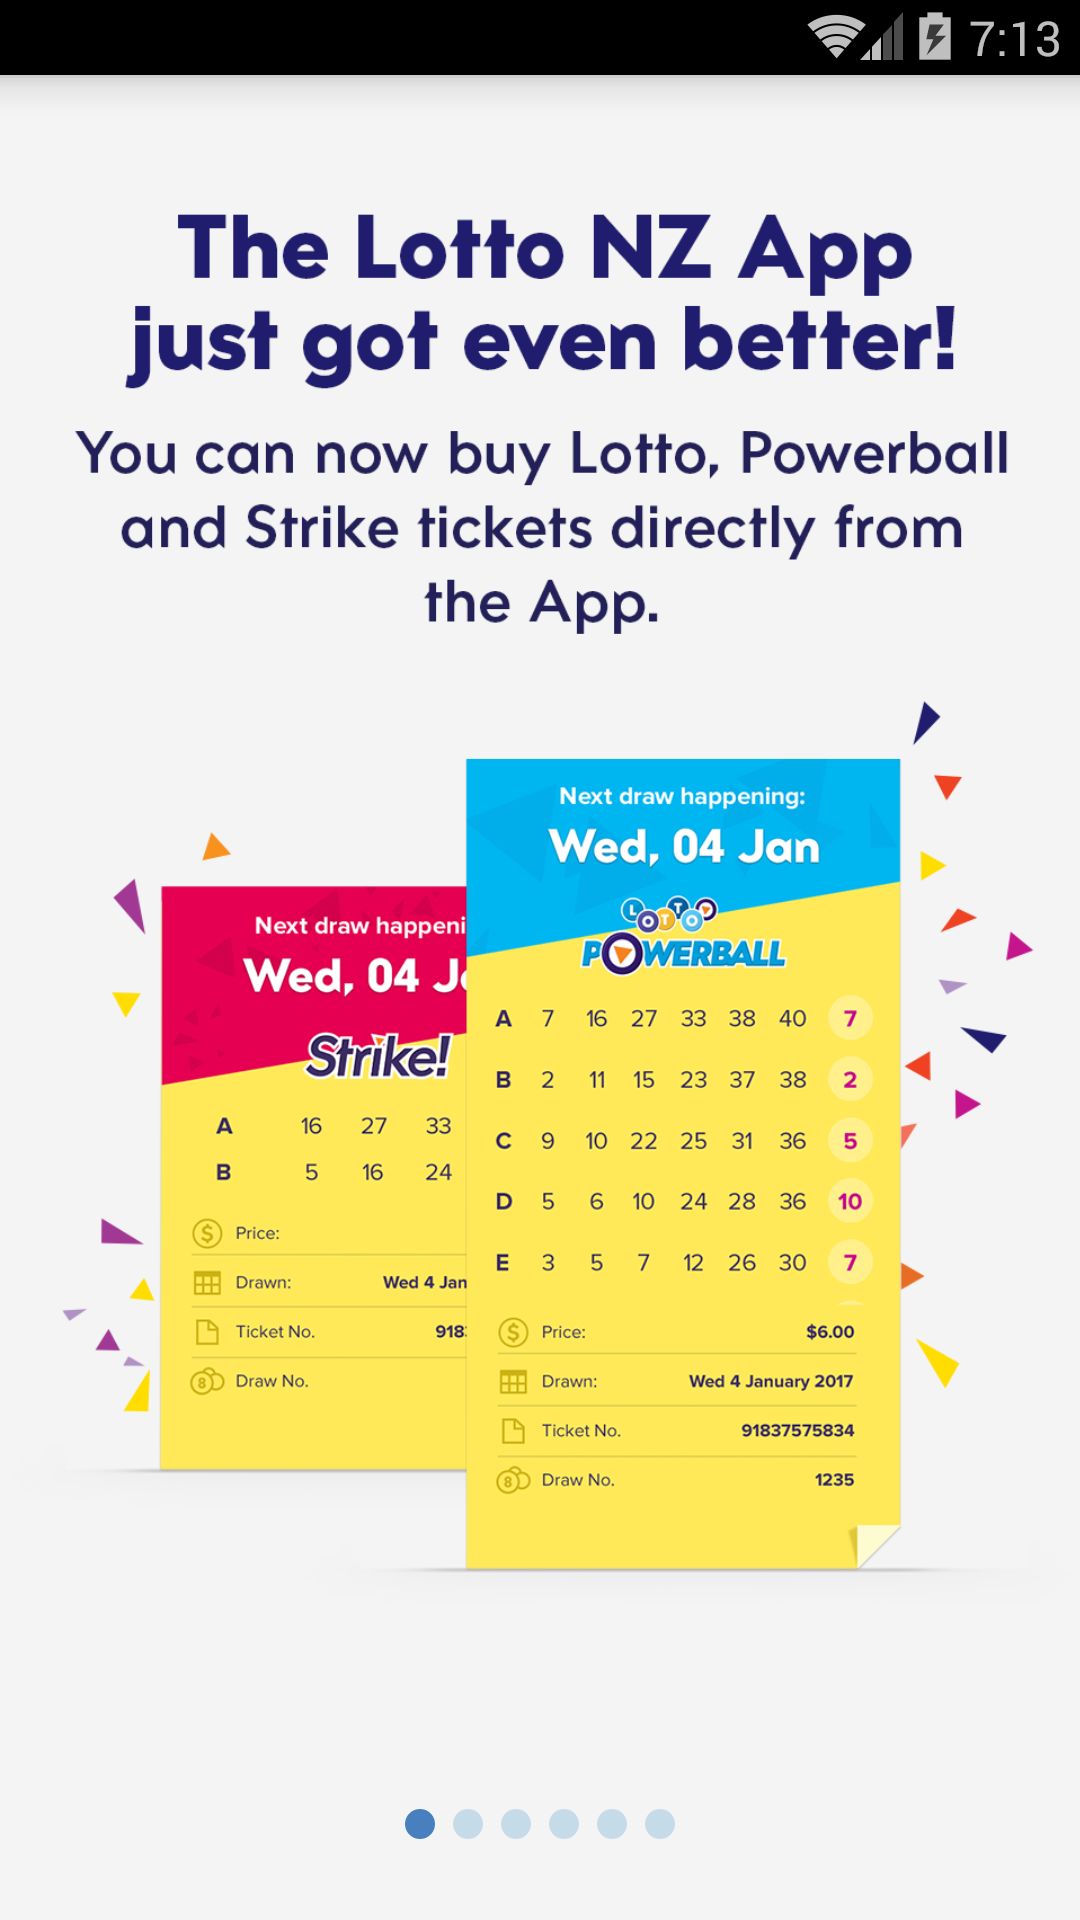 7:13
The Lotto NZ App
just got even better!
You can now buy Lotto, Powerball
and Strike tickets directly from
the App.
Next draw happening:
Wed, 04 Jan
LOTTO
POWERBALL
A 7 16 27 33 38 40 7
B 2 11 15 23 37 38 2
C 9 10 22 25 31 36 5
D 5 6 10 24 28 36 10
E 3 5 7 12 26 30 7
Price: $6.00
Drawn: Wed 4 January 2017
Ticket No. 91837575834
8 Draw No. 1235
Next draw happeni
Wed, 04 J
Strike!
A 16 27 33
B 5 16 24
Price:
Drawn: Wed 4 Jan
Ticket No. 918
8 Draw No.